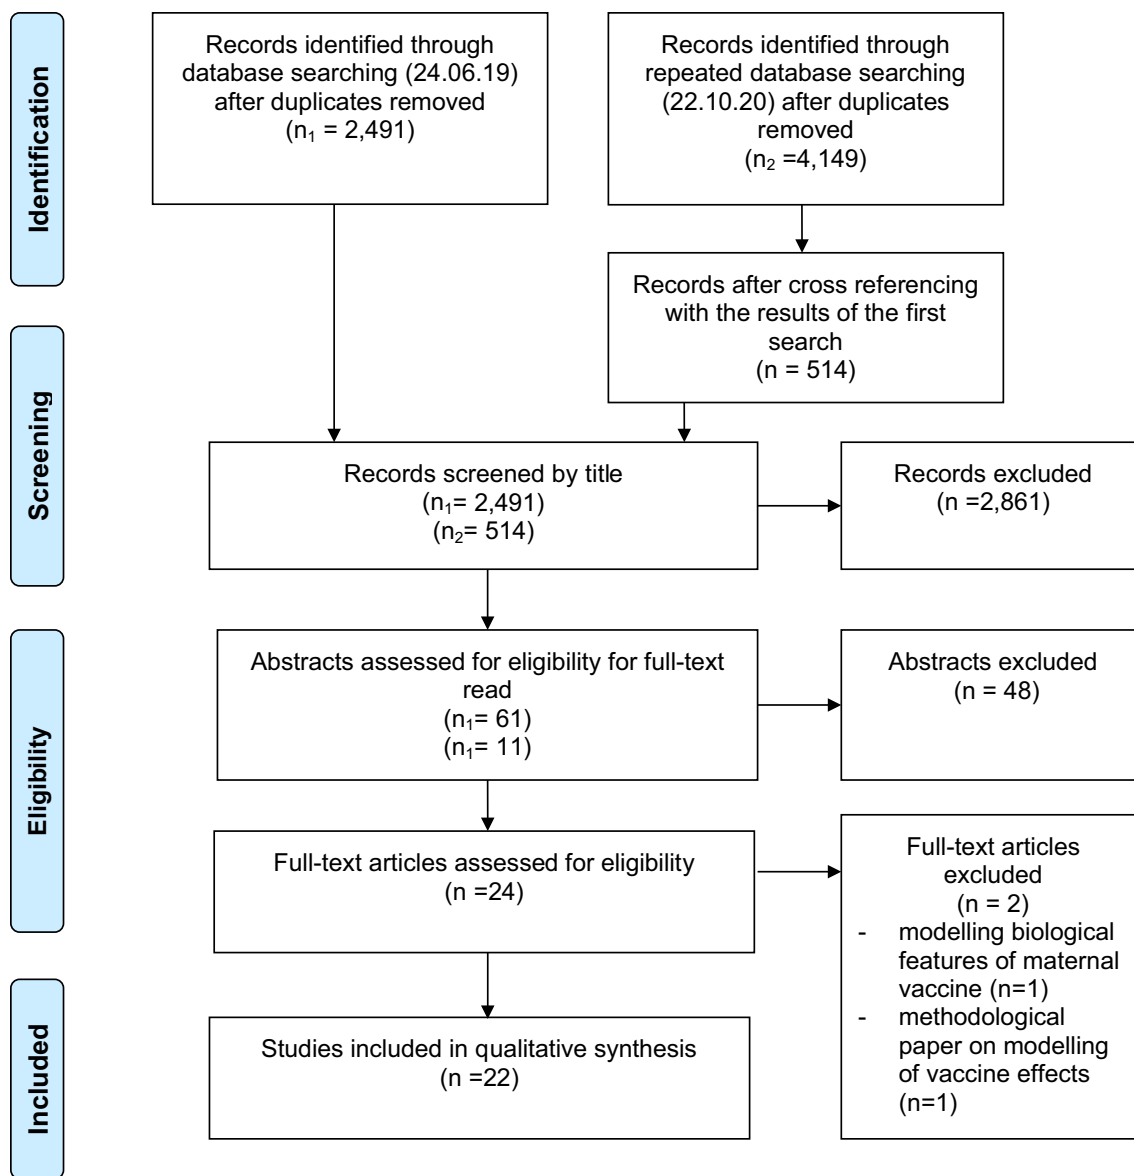 Identification
Records identified through
database searching (24.06.19)
after duplicates removed
(n₁ = 2,491)
Records identified through
repeated database searching
(22.10.20) after duplicates
removed
(n₂ =4,149)
Records after cross referencing
with the results of the first
search
(n = 514)
Screening
Records screened by title
(n₁= 2,491)
(n₂= 514)
Records excluded
(n =2,861)
Eligibility
Abstracts assessed for eligibility for full-text
read
(n₁= 61)
(n₁= 11)
Abstracts excluded
(n = 48)
Full-text articles assessed for eligibility
(n =24)
Full-text articles
excluded
(n = 2)
- modelling biological
features of maternal
vaccine (n=1)
- methodological
paper on modelling
of vaccine effects
(n=1)
Included
Studies included in qualitative synthesis
(n =22)